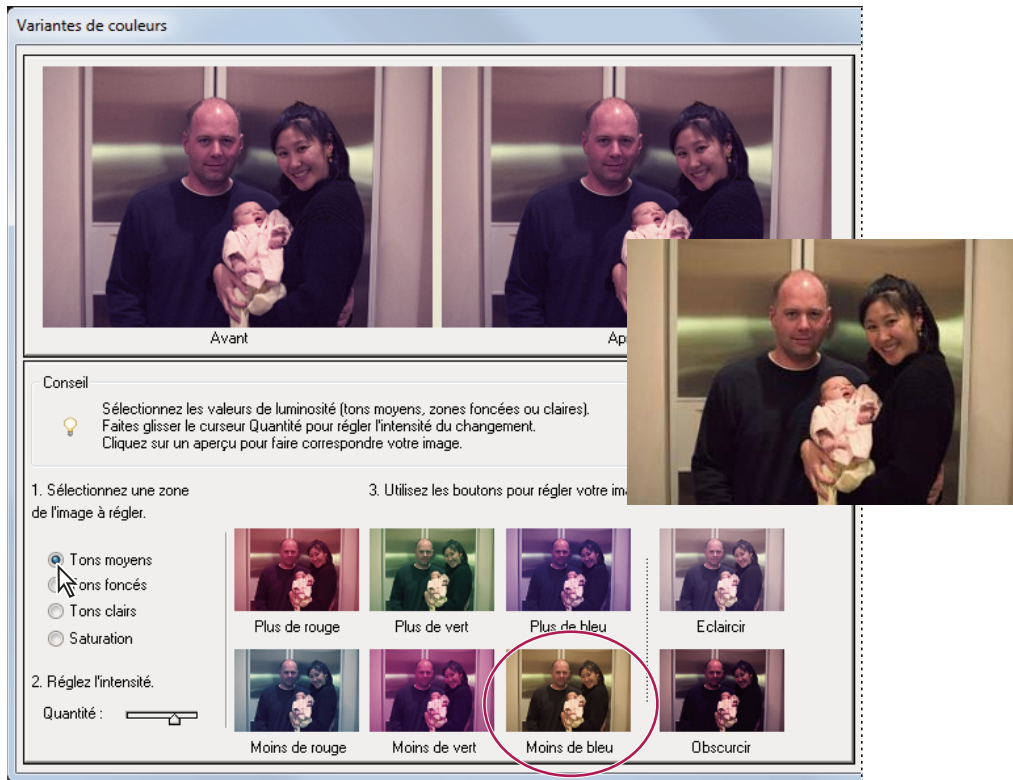 Variantes de couleurs
Avant
Conseil
Sélectionnez les valeurs de luminosité (tons moyens, zones foncées ou claires).
Faites glisser le curseur Quantité pour régler l'intensité du changement.
Cliquez sur un aperçu pour faire correspondre votre image.
1. Sélectionnez une zone
de l'image à régler.
3. Utilisez les boutons pour régler votre
Tons moyens
Tons foncés
Tons clairs
Saturation
2. Réglez l'intensité.
Quantité :
Plus de rouge
Plus de vert
Plus de bleu
Eclaircir
Moins de rouge
Moins de vert
Moins de bleu
Obscurcir